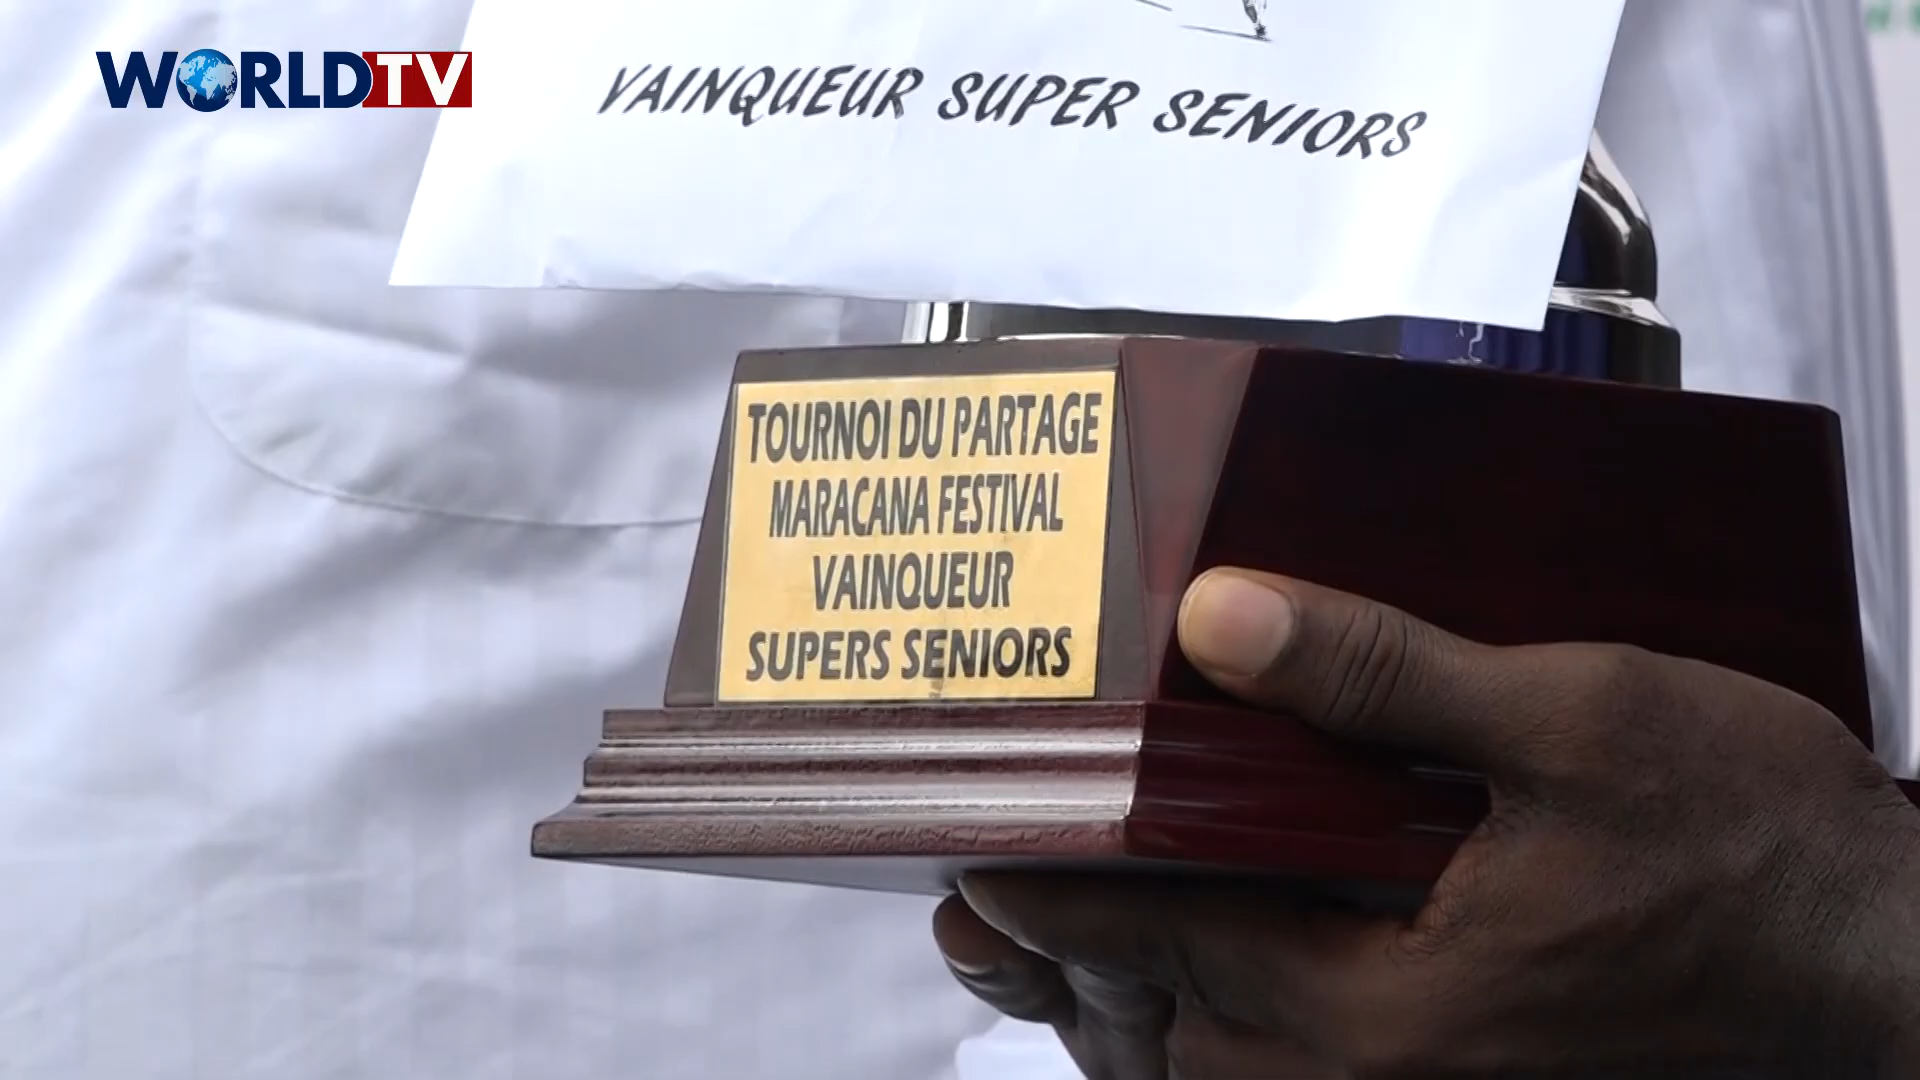 WORLDTV
VAINQUEUR SUPER SENIORS
TOURNOI DU PARTAGE
MARACANA FESTIVAL
VAINQUEUR
SUPERS SENIORS